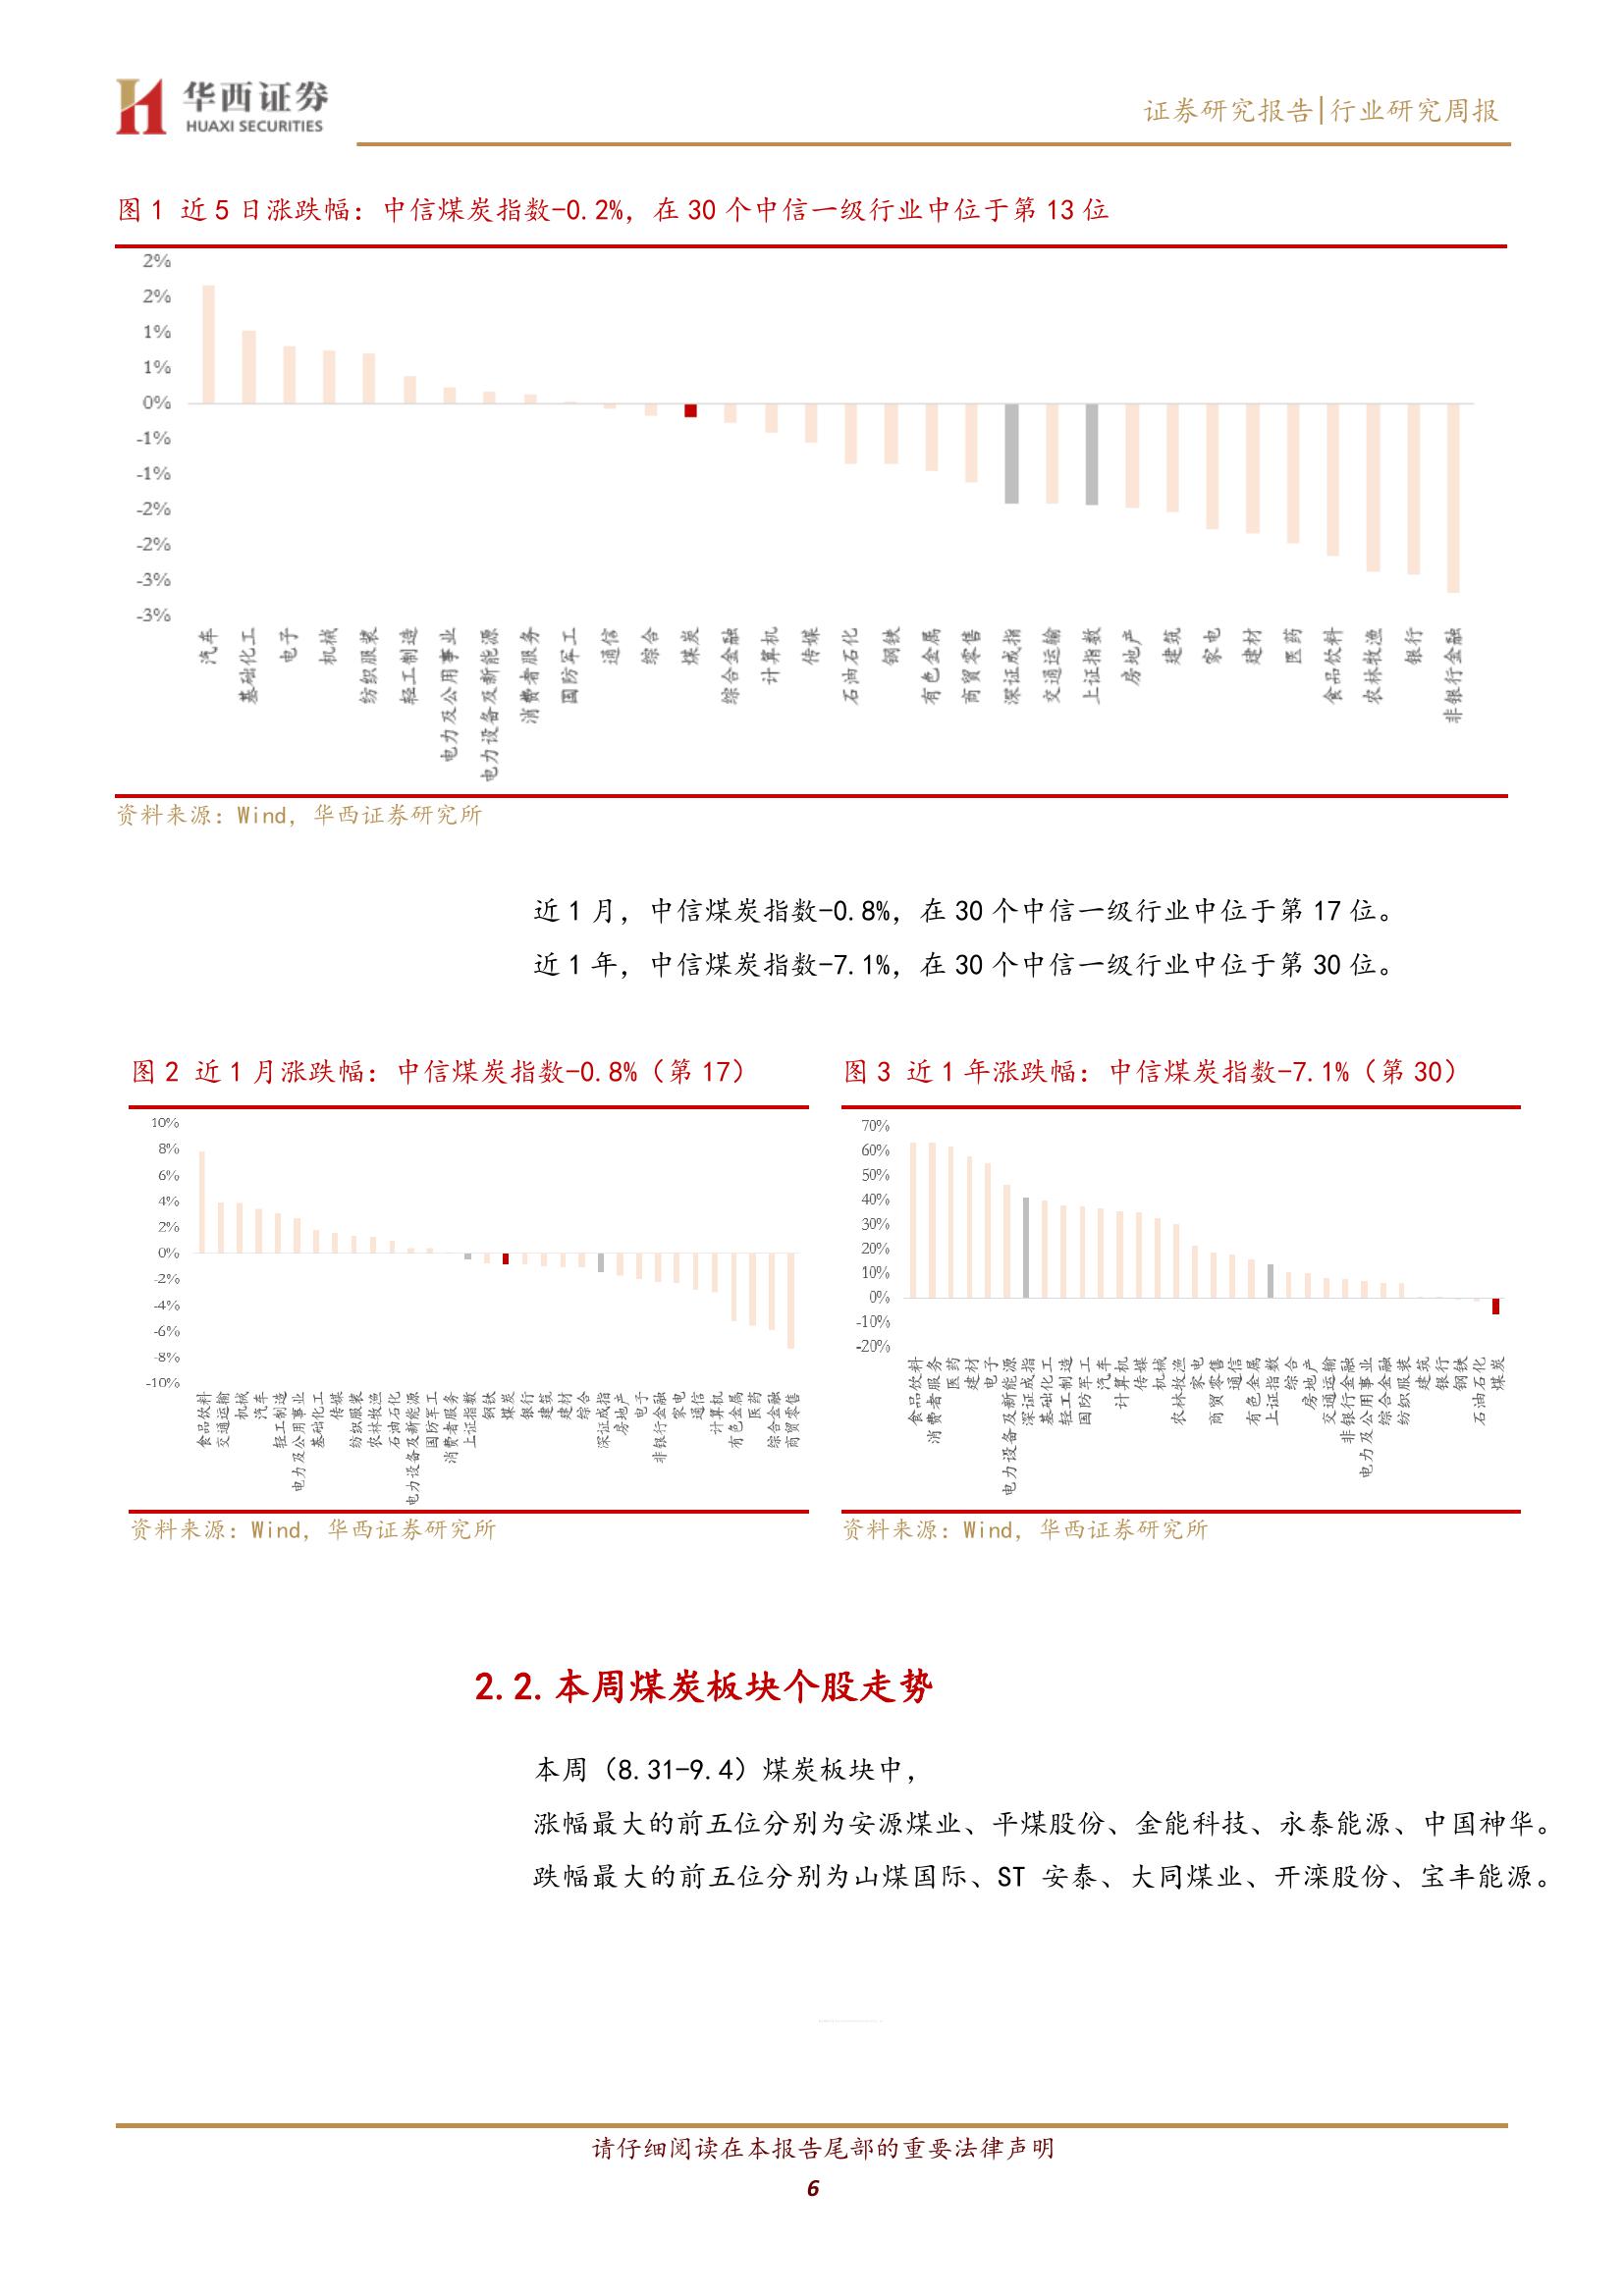 华西证券
HUAXI SECURITIES
证券研究报告|行业研究周报
图1 近5日涨跌幅：中信煤炭指数-0.2%，在30个中信一级行业中位于第13位
2%
2%
1%
1%
0%
-1%
-1%
-2%
-2%
-3%
-3%
汽车
基础化工
电子
机械
纺织服装
轻工制造
电力及公用事业
电力设备及新能源
消费者服务
国防军工
通信
综合
煤炭
综合金融
计算机
传媒
石油石化
钢铁
有色金属
商贸零售
深证成指
交通运输
上证指数
房地产
建筑
家电
建材
医药
食品饮料
农林牧渔
银行
非银行金融
资料来源：Wind，华西证券研究所
近1月，中信煤炭指数-0.8%，在30个中信一级行业中位于第17位。
近1年，中信煤炭指数-7.1%，在30个中信一级行业中位于第30位。
图2 近1月涨跌幅：中信煤炭指数-0.8%（第17）
10%
8%
6%
4%
2%
0%
-2%
-4%
-6%
-8%
-10%
食品饮料
交通运输
机械
汽车
轻工制造
电力及公用事业
基础化工
传媒
纺织服装
农林牧渔
石油石化
电力设备及新能源
国防军工
消费者服务
上证指数
钢铁
煤炭
银行
建筑
建材
综合
深证成指
房地产
电子
非银行金融
家电
通信
计算机
有色金属
医药
综合金融
商贸零售
资料来源：Wind，华西证券研究所
图3 近1年涨跌幅：中信煤炭指数-7.1%（第30）
70%
60%
50%
40%
30%
20%
10%
0%
-10%
-20%
食品饮料
消费者服务
医药
建材
电子
电力设备及新能源
深证成指
基础化工
轻工制造
国防军工
汽车
计算机
传媒
机械
农林牧渔
家电
商贸零售
通信
有色金属
上证指数
综合
房地产
交通运输
非银行金融
电力及公用事业
综合金融
纺织服装
建筑
银行
钢铁
石油石化
煤炭
资料来源：Wind，华西证券研究所
2.2.本周煤炭板块个股走势
本周（8.31-9.4）煤炭板块中，
涨幅最大的前五位分别为安源煤业、平煤股份、金能科技、永泰能源、中国神华。
跌幅最大的前五位分别为山煤国际、ST 安泰、大同煤业、开滦股份、宝丰能源。
请仔细阅读在本报告尾部的重要法律声明
6